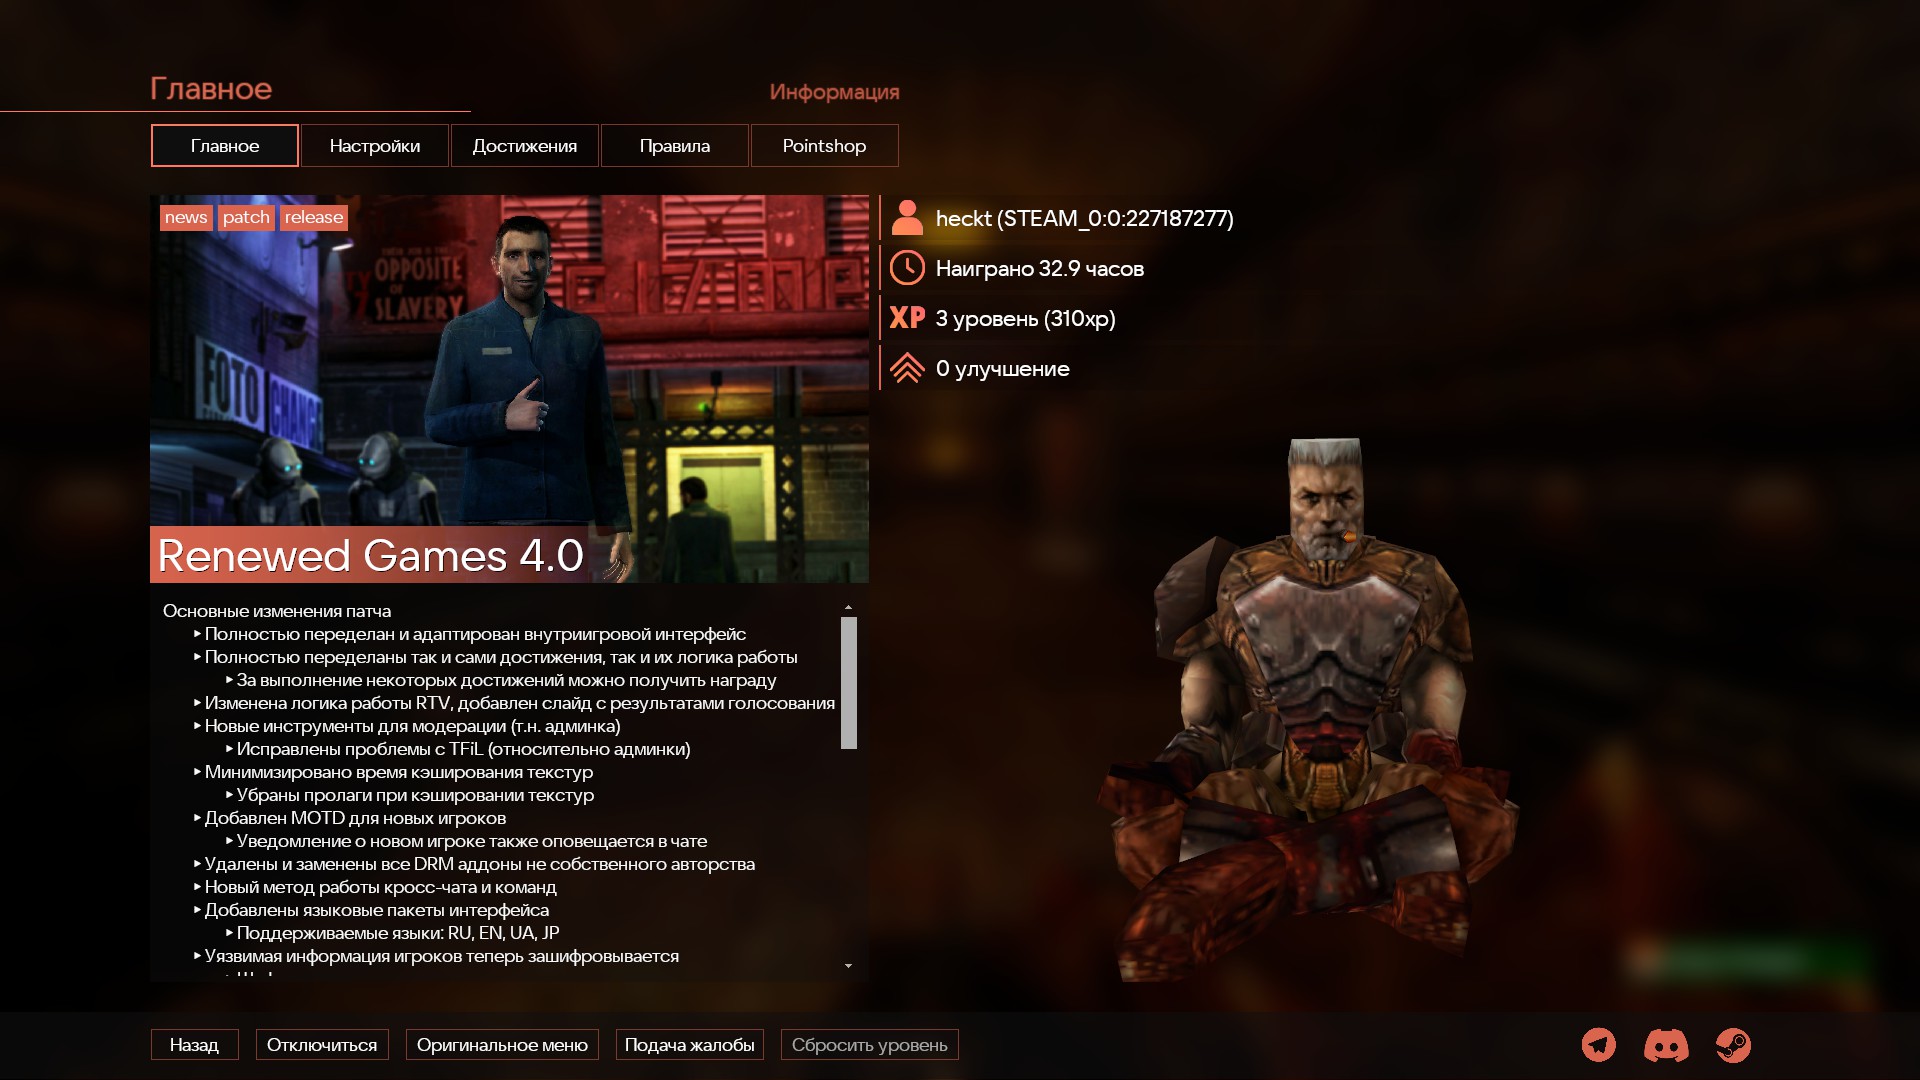 Главное
Информация
Главное
Настройки
Достижения
Правила
Pointshop
news patch release
OPPOSITE
OF
SLAVERY
FOTO CHANGE
Renewed Games 4.0
heckt (STEAM_0:0:227187277)
Наиграно 32.9 часов
XP 3 уровень (310xp)
0 улучшение
Основные изменения патча
Полностью переделан и адаптирован внутриигровой интерфейс
Полностью переделаны так и сами достижения, так и их логика работы
За выполнение некоторых достижений можно получить награду
Изменена логика работы RTV, добавлен слайд с результатами голосования
Новые инструменты для модерации (т.н. админка)
Исправлены проблемы с TFiL (относительно админки)
Минимизировано время кэширования текстур
Убраны пролаги при кэшировании текстур
Добавлен MOTD для новых игроков
Уведомление о новом игроке также оповещается в чате
Удалены и заменены все DRM аддоны не собственного авторства
Новый метод работы кросс-чата и команд
Добавлены языковые пакеты интерфейса
Поддерживаемые языки: RU, EN, UA, JP
Уязвимая информация игроков теперь зашифровывается
Назад
Отключиться
Оригинальное меню
Подача жалобы
Сбросить уровень